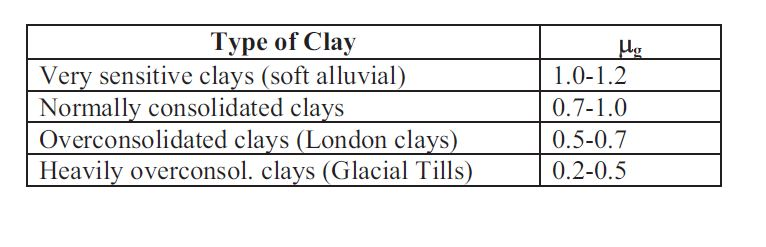 Type of Clay μg
Very sensitive clays (soft alluvial) 1.0-1.2
Normally consolidated clays 0.7-1.0
Overconsolidated clays (London clays) 0.5-0.7
Heavily overconsol. clays (Glacial Tills) 0.2-0.5